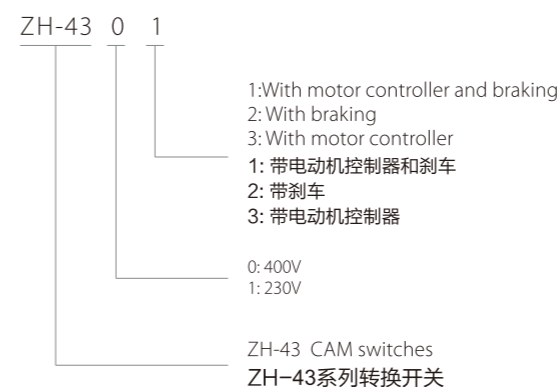 ZH-43 0 1
1:With motor controller and braking
2: With braking
3: With motor controller
1: 带电动机控制器和刹车
2: 带刹车
3: 带电动机控制器
0: 400V
1: 230V
ZH-43 CAM switches
ZH-43系列转换开关